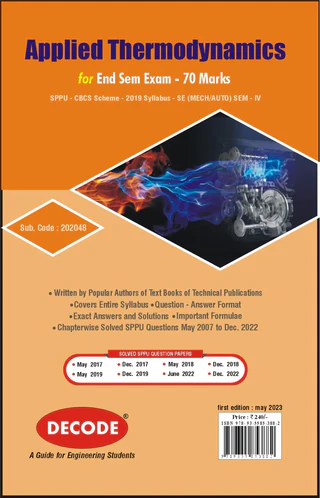 Applied Thermodynamics
for End Sem Exam - 70 Marks
SPPU - CBCS Scheme - 2019 Syllabus - SE (MECH/AUTO) SEM - IV
Sub. Code : 202048
• Written by Popular Authors of Text Books of Technical Publications
• Covers Entire Syllabus • Question - Answer Format
• Exact Answers and Solutions • Important Formulae
• Chapterwise Solved SPPU Questions May 2007 to Dec. 2022
SOLVED SPPU QUESTION PAPERS
• May 2017 • Dec. 2017 • May 2018 • Dec. 2018
• May 2019 • Dec. 2019 • June 2022 • Dec. 2022
first edition : may 2023
Price : ₹ 240/-
DECODE®
A Guide for Engineering Students